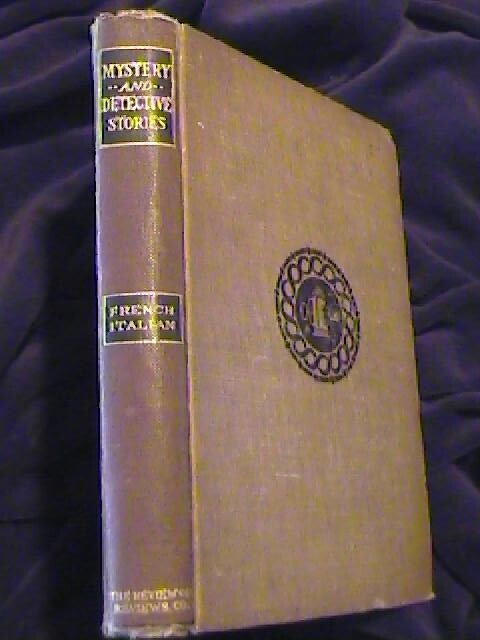 MYSTERY
AND
DETECTIVE
STORIES
FRENCH
ITALIAN
THE REVIEW OF
REVIEWS. CO.